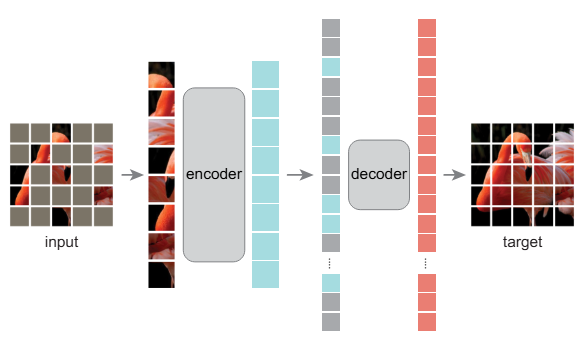 input
encoder
decoder
target